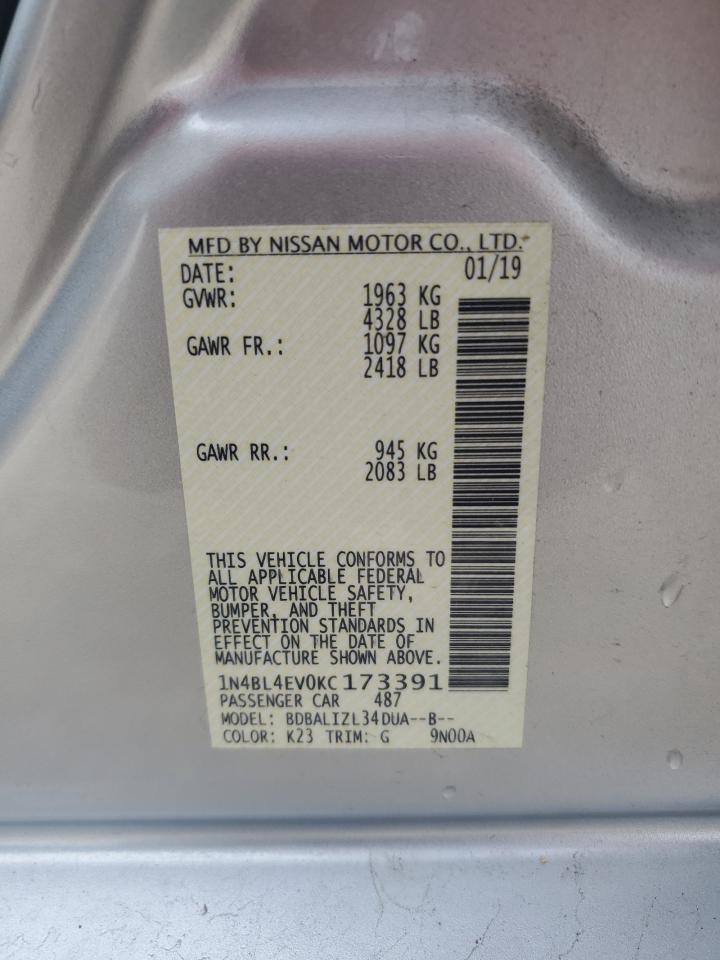 MFD BY NISSAN MOTOR CO., LTD.
DATE: 01/19
GVWR: 1963 KG
4328 LB
GAWR FR.: 1097 KG
2418 LB
GAWR RR.: 945 KG
2083 LB
THIS VEHICLE CONFORMS TO
ALL APPLICABLE FEDERAL
MOTOR VEHICLE SAFETY,
BUMPER, AND THEFT
PREVENTION STANDARDS IN
EFFECT ON THE DATE OF
MANUFACTURE SHOWN ABOVE.
1N4BL4EV0KC173391
PASSENGER CAR 487
MODEL: BDBALIZL34DUA--B--
COLOR: K23 TRIM: G 9N00A